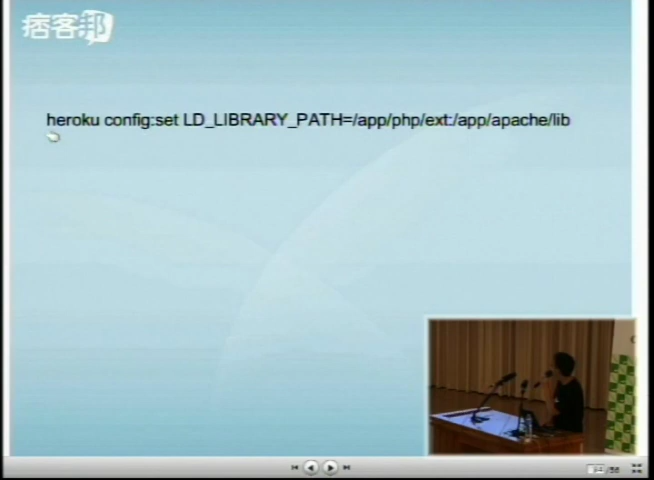 痞客邦
heroku config:set LD_LIBRARY_PATH=/app/php/ext:/app/apache/lib